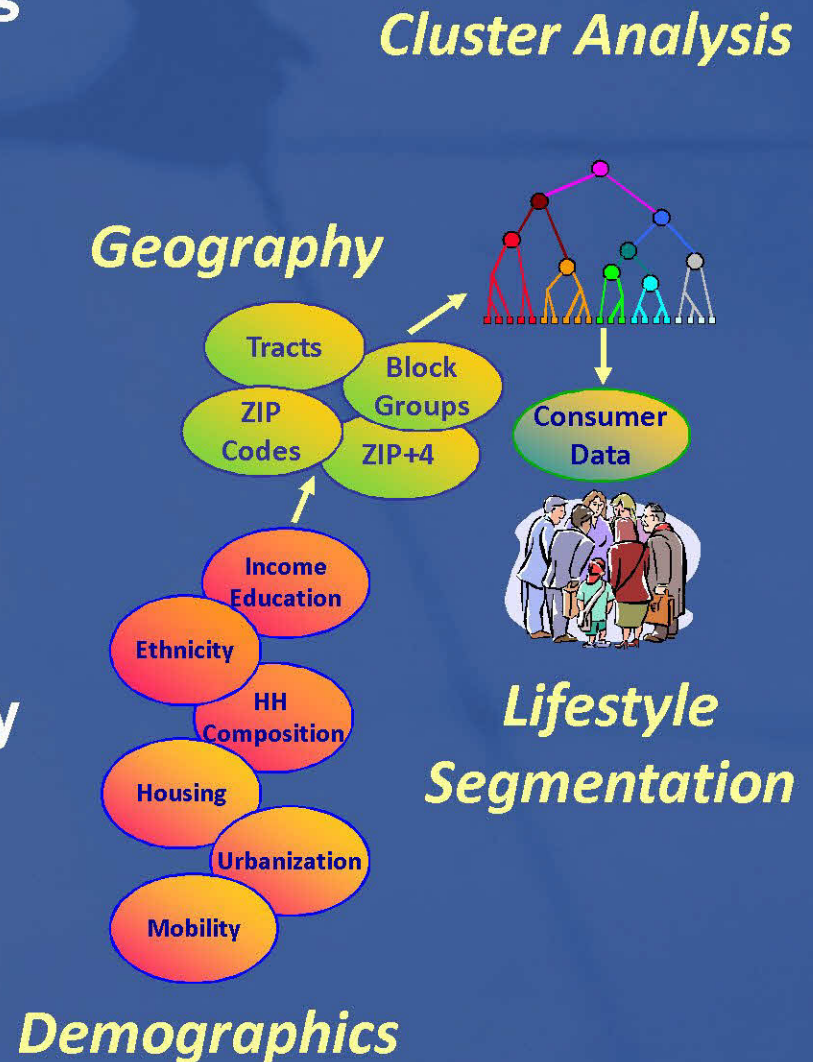 s
Cluster Analysis
Geography
Tracts
Block
Groups
ZIP
Codes
ZIP+4
Consumer
Data
Income
Education
Ethnicity
HH
Composition
y
Lifestyle
Segmentation
Housing
Urbanization
Mobility
Demographics